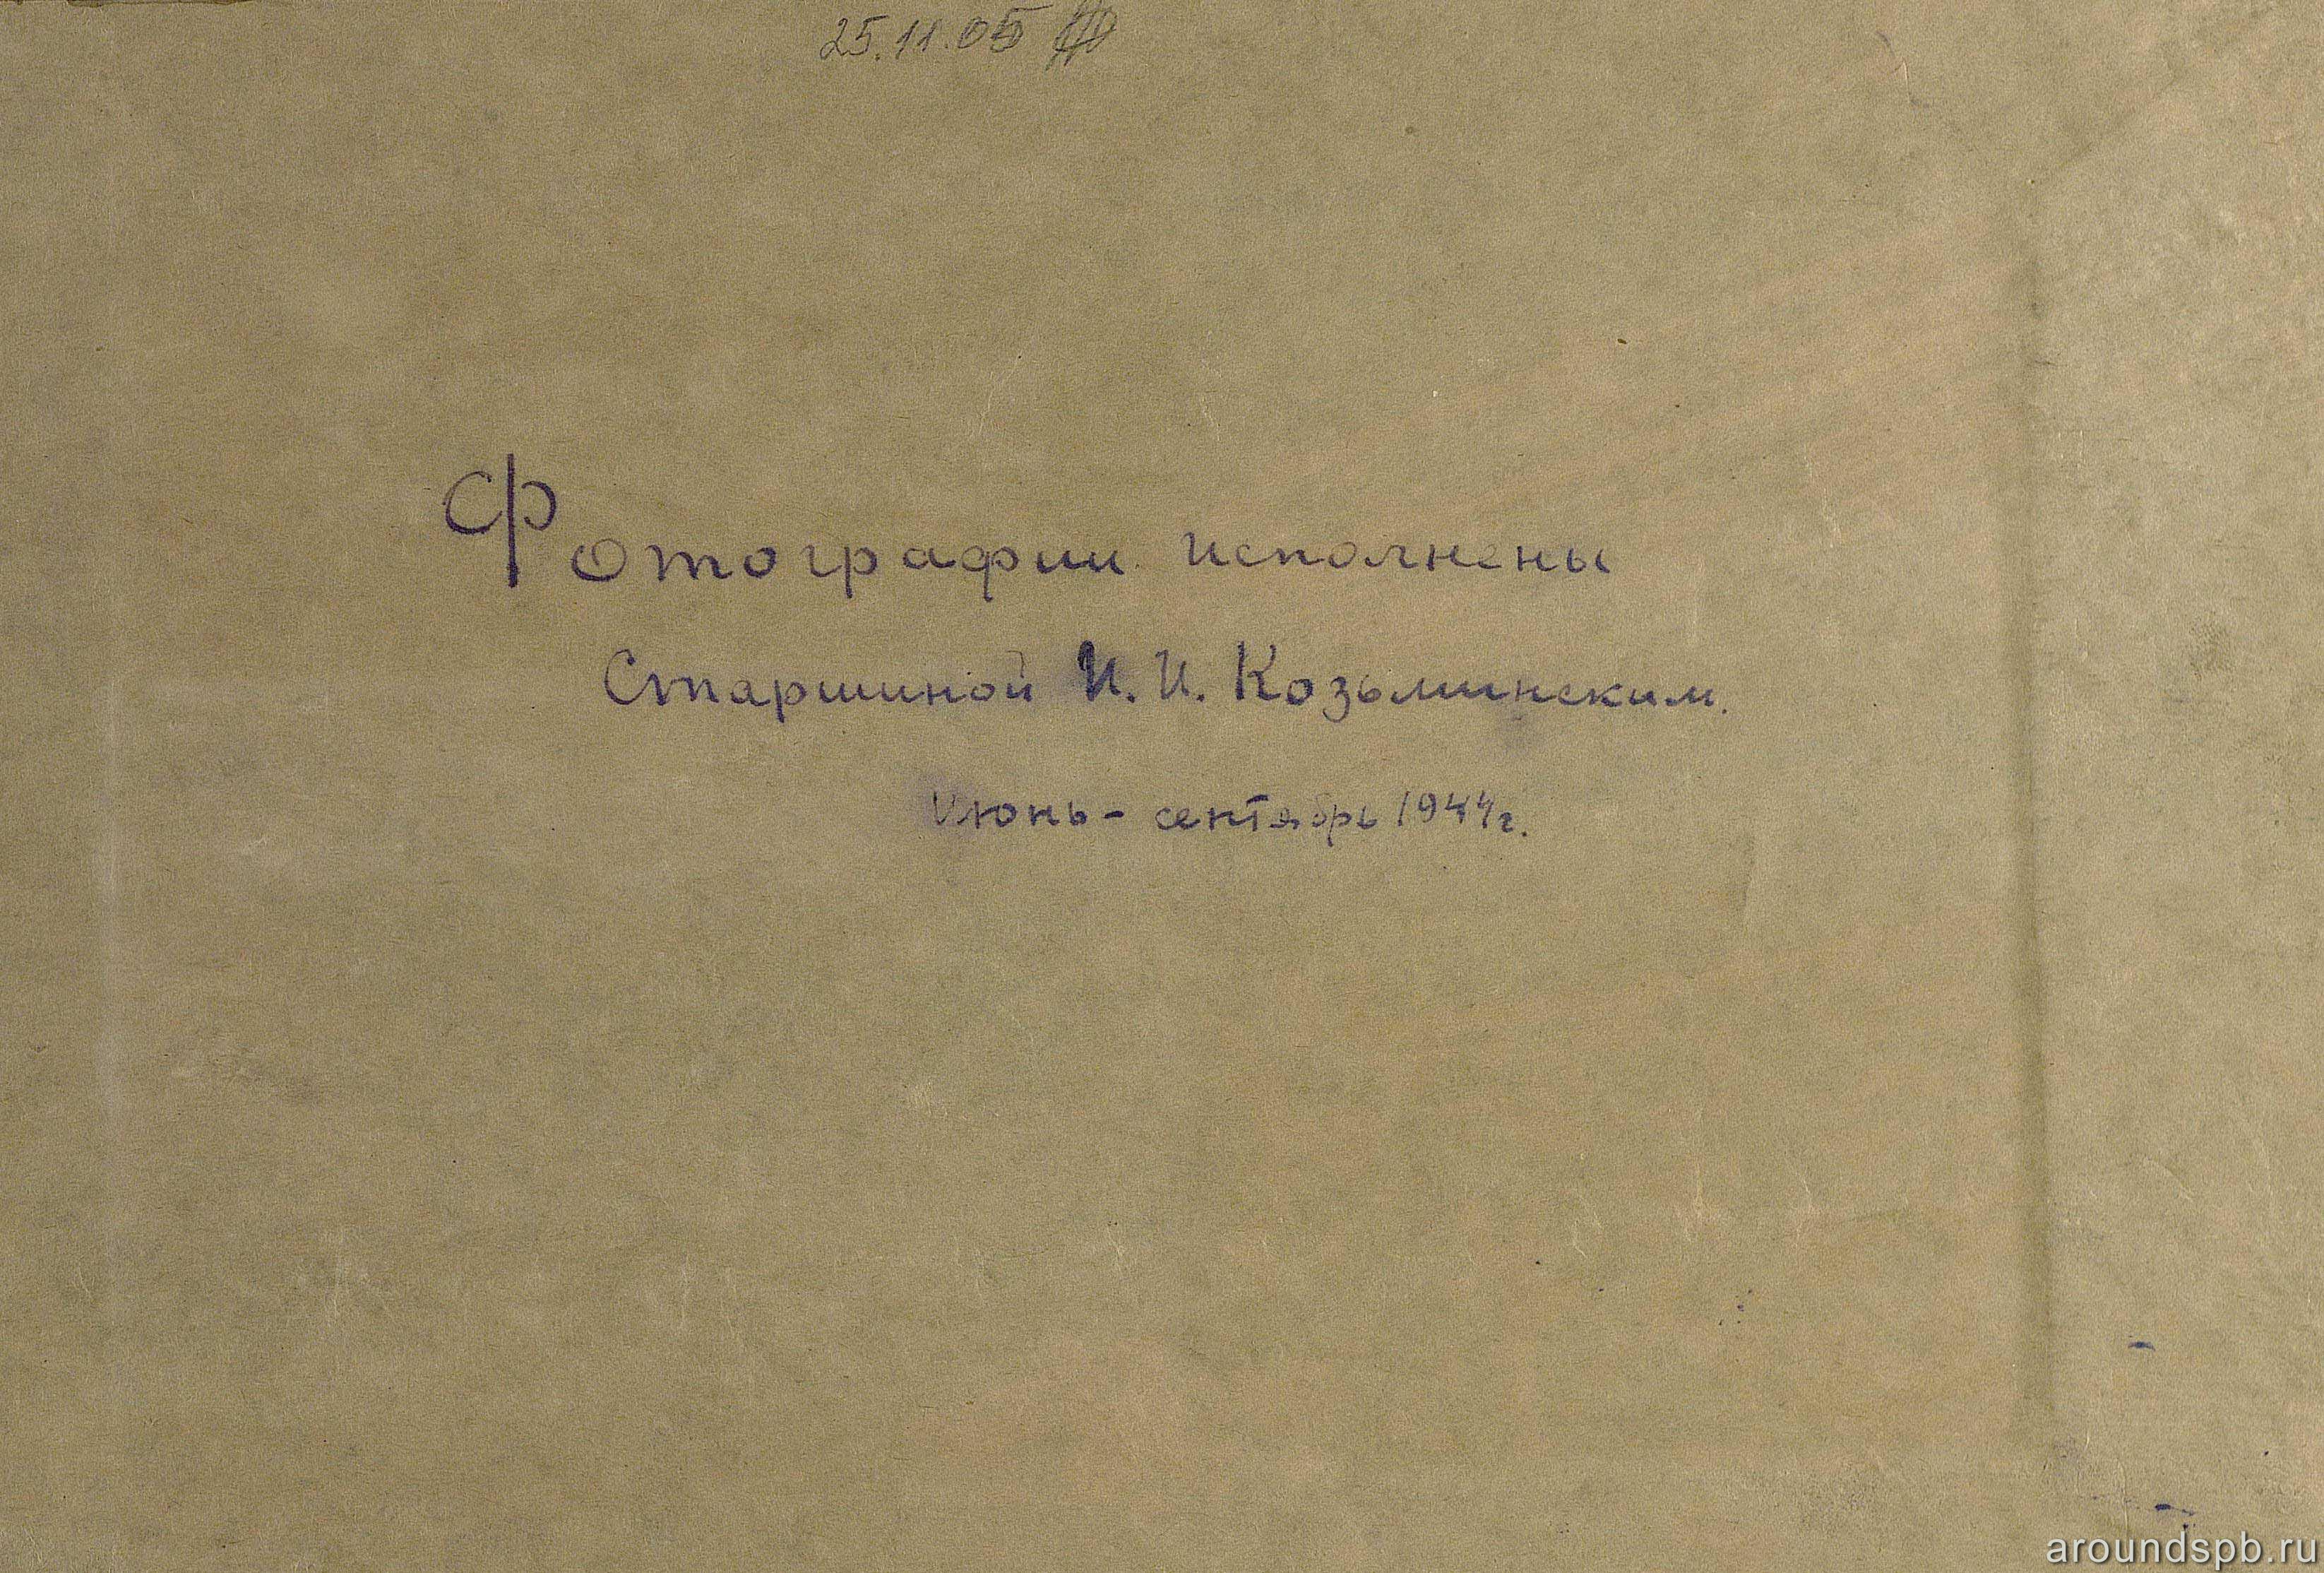 25.11.05
Фотографии исполнены
Старшиной И. И. Козьминским.
Июнь - сентябрь 1944г.
aroundspb.ru